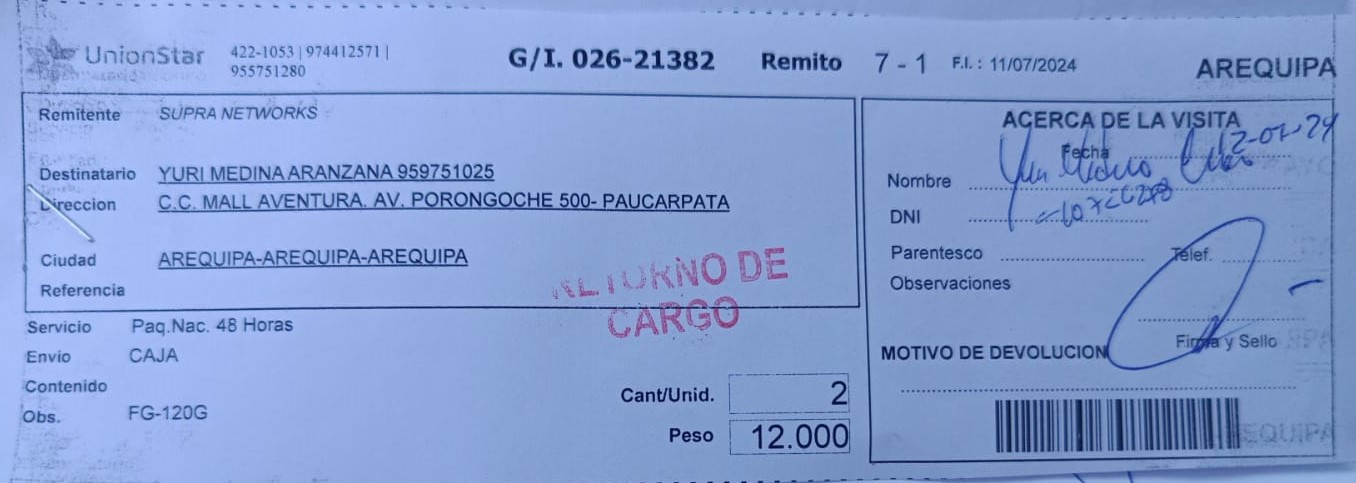 UnionStar 422-1053 | 974412571 |
955751280
G/I. 026-21382 Remito 7 - 1 F.I. : 11/07/2024 AREQUIPA
Remitente SUPRA NETWORKS
Destinatario YURI MEDINA ARANZANA 959751025
Direccion C.C. MALL AVENTURA. AV. PORONGOCHE 500- PAUCARPATA
Ciudad AREQUIPA-AREQUIPA-AREQUIPA
Referencia
RETORNO DE
CARGO
Servicio Paq.Nac. 48 Horas
Envio CAJA
Contenido
Obs. FG-120G
Cant/Unid. 2
Peso 12.000
ACERCA DE LA VISITA
Fecha
Nombre
DNI
Parentesco Telef.
Observaciones
Firma y Sello
MOTIVO DE DEVOLUCION